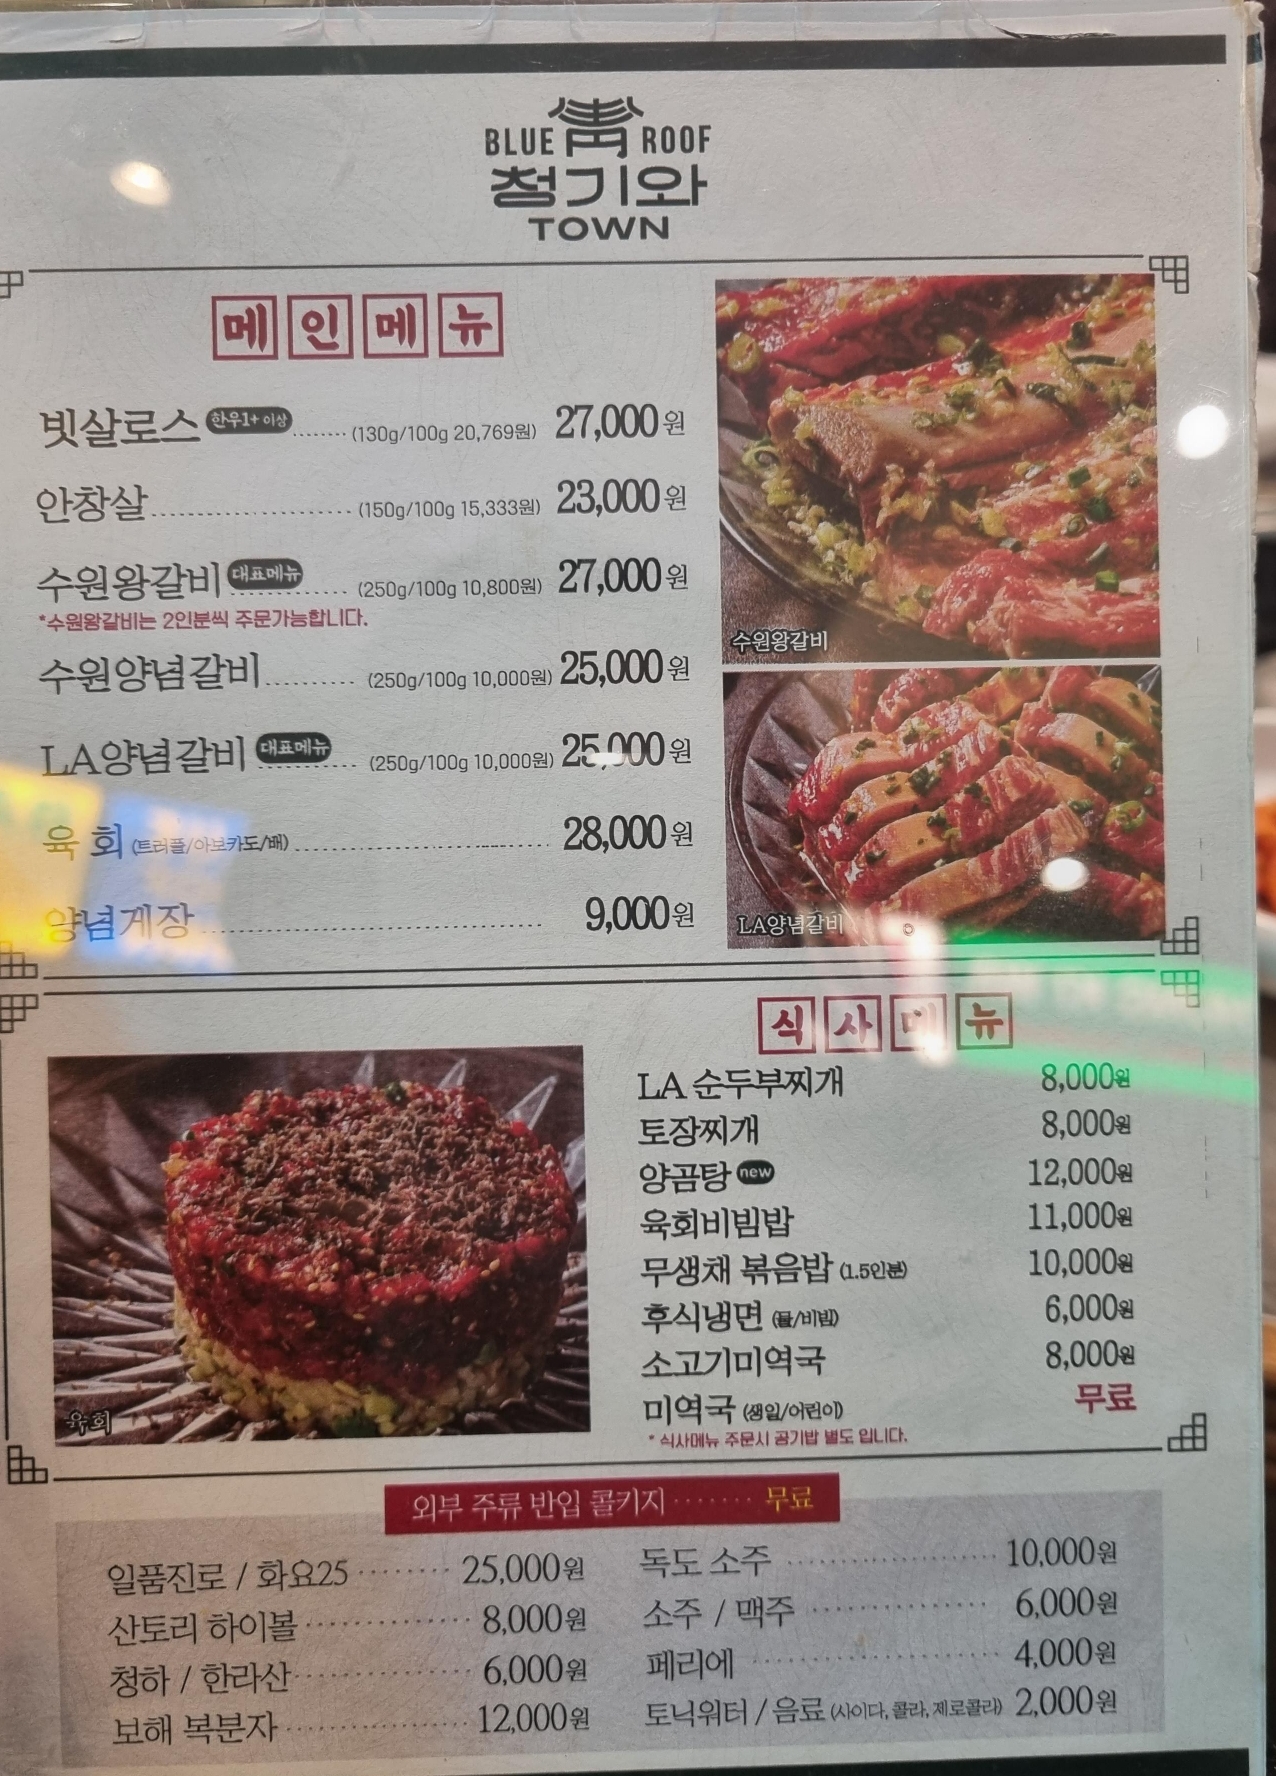 BLUE 靑 ROOF
청기와
TOWN
메인메뉴
빗살로스 한우1+ 이상 ........ (130g/100g 20,769원) 27,000원
안창살 ........ (150g/100g 15,333원) 23,000원
수원왕갈비 대표메뉴 ........ (250g/100g 10,800원) 27,000원
*수원왕갈비는 2인분씩 주문가능합니다.
수원양념갈비 ........ (250g/100g 10,000원) 25,000원
LA양념갈비 대표메뉴 ........ (250g/100g 10,000원) 25,000원
육 회 (트러플/아보카도/배) ........ 28,000원
양념게장 ........ 9,000원
수원왕갈비
LA양념갈비
육회
식사메뉴
LA 순두부찌개 8,000원
토장찌개 8,000원
양곰탕 new 12,000원
육회비빔밥 11,000원
무생채 볶음밥 (1.5인분) 10,000원
후식냉면 (물/비빔) 6,000원
소고기미역국 8,000원
미역국 (생일/어린이) 무료
* 식사메뉴 주문시 공기밥 별도 입니다.
외부 주류 반입 콜키지 ········ 무료
일품진로 / 화요25 ········ 25,000원
산토리 하이볼 ········ 8,000원
청하 / 한라산 ········ 6,000원
보해 복분자 ········ 12,000원
독도 소주 ········ 10,000원
소주 / 맥주 ········ 6,000원
페리에 ········ 4,000원
토닉워터 / 음료 (사이다, 콜라, 제로콜라) 2,000원